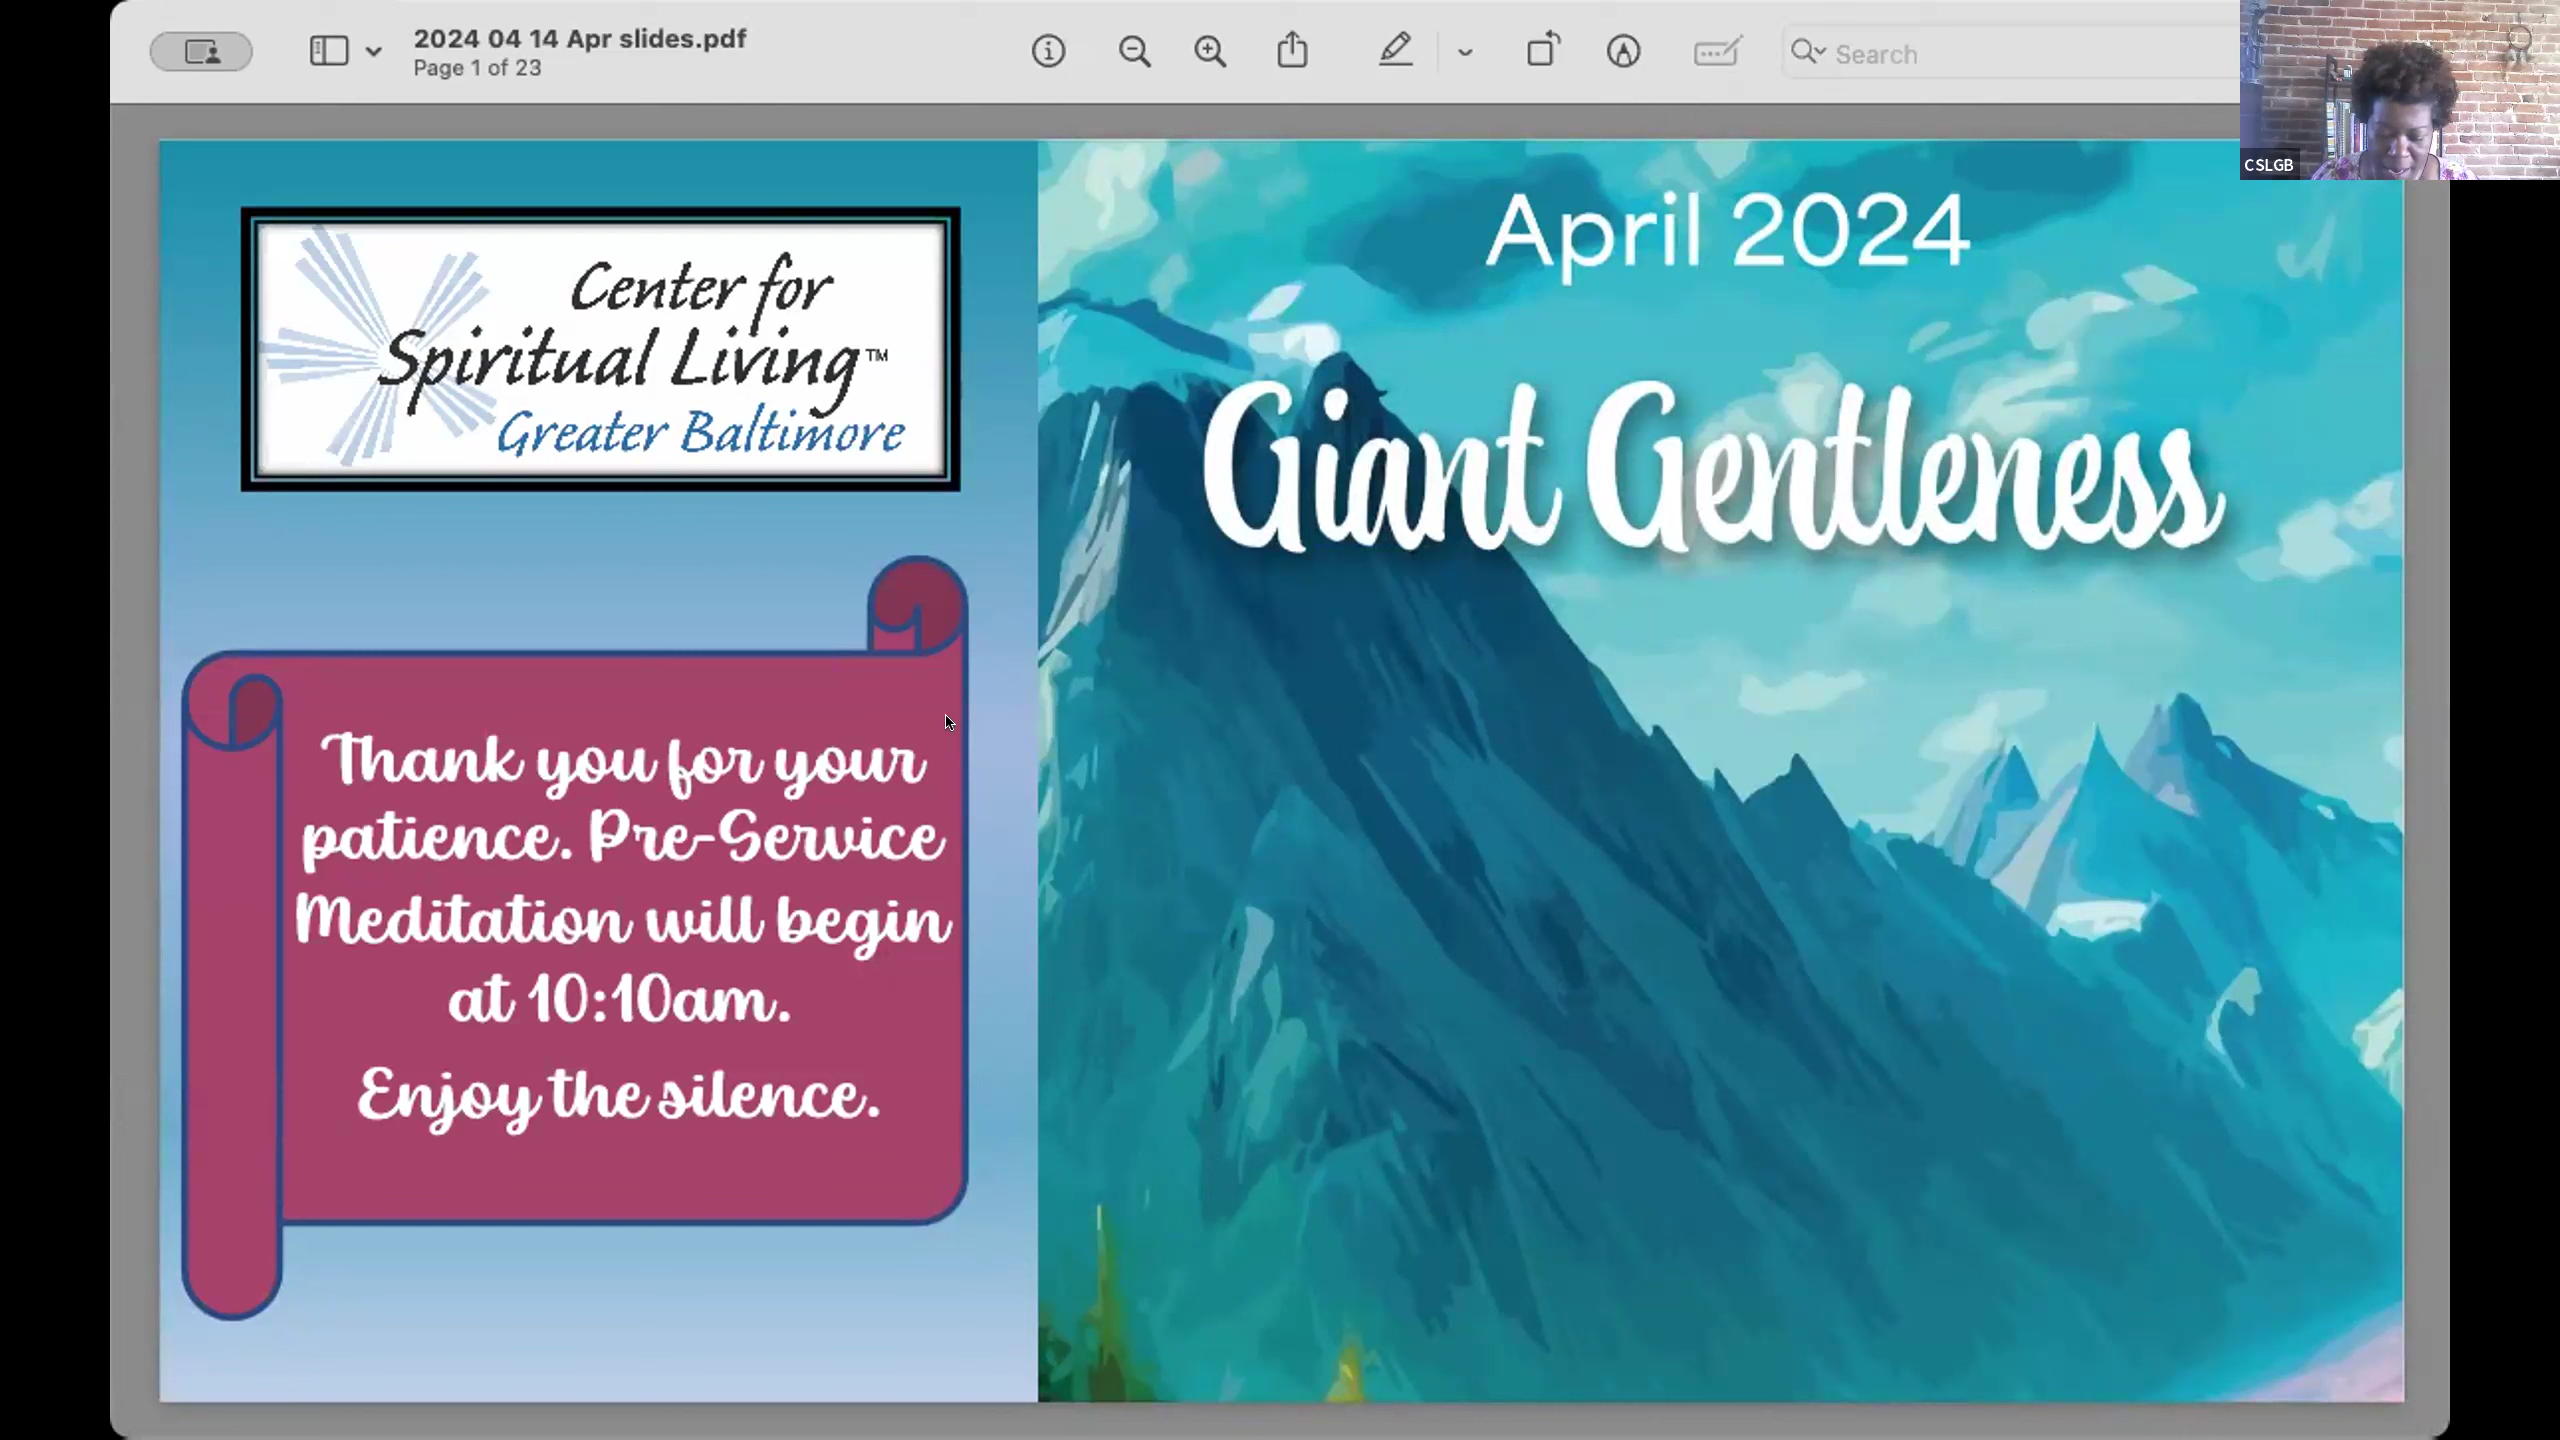 2024 04 14 Apr slides.pdf
Page 1 of 23
Search
CSLGB
Center for
Spiritual Living™
Greater Baltimore
April 2024
Giant Gentleness
Thank you for your
patience. Pre-Service
Meditation will begin
at 10:10am.
Enjoy the silence.